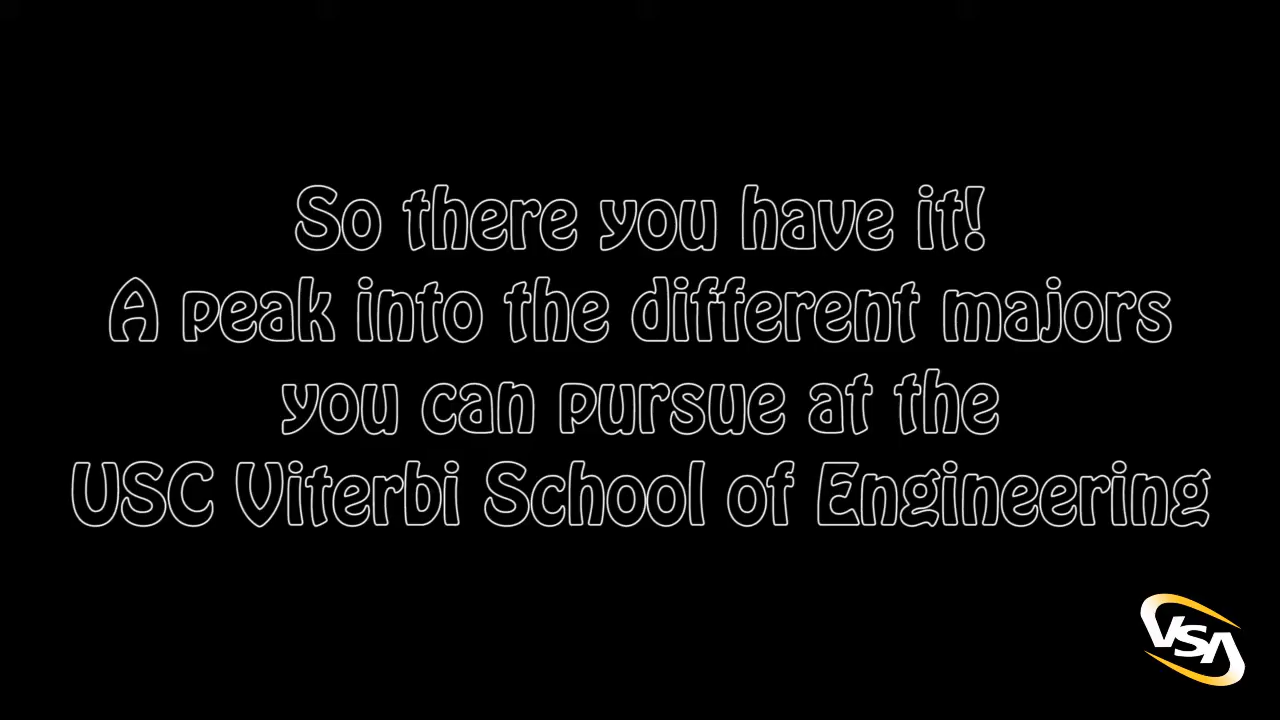 So there you have it!
A peak into the different majors
you can pursue at the
USC Viterbi School of Engineering
VSA